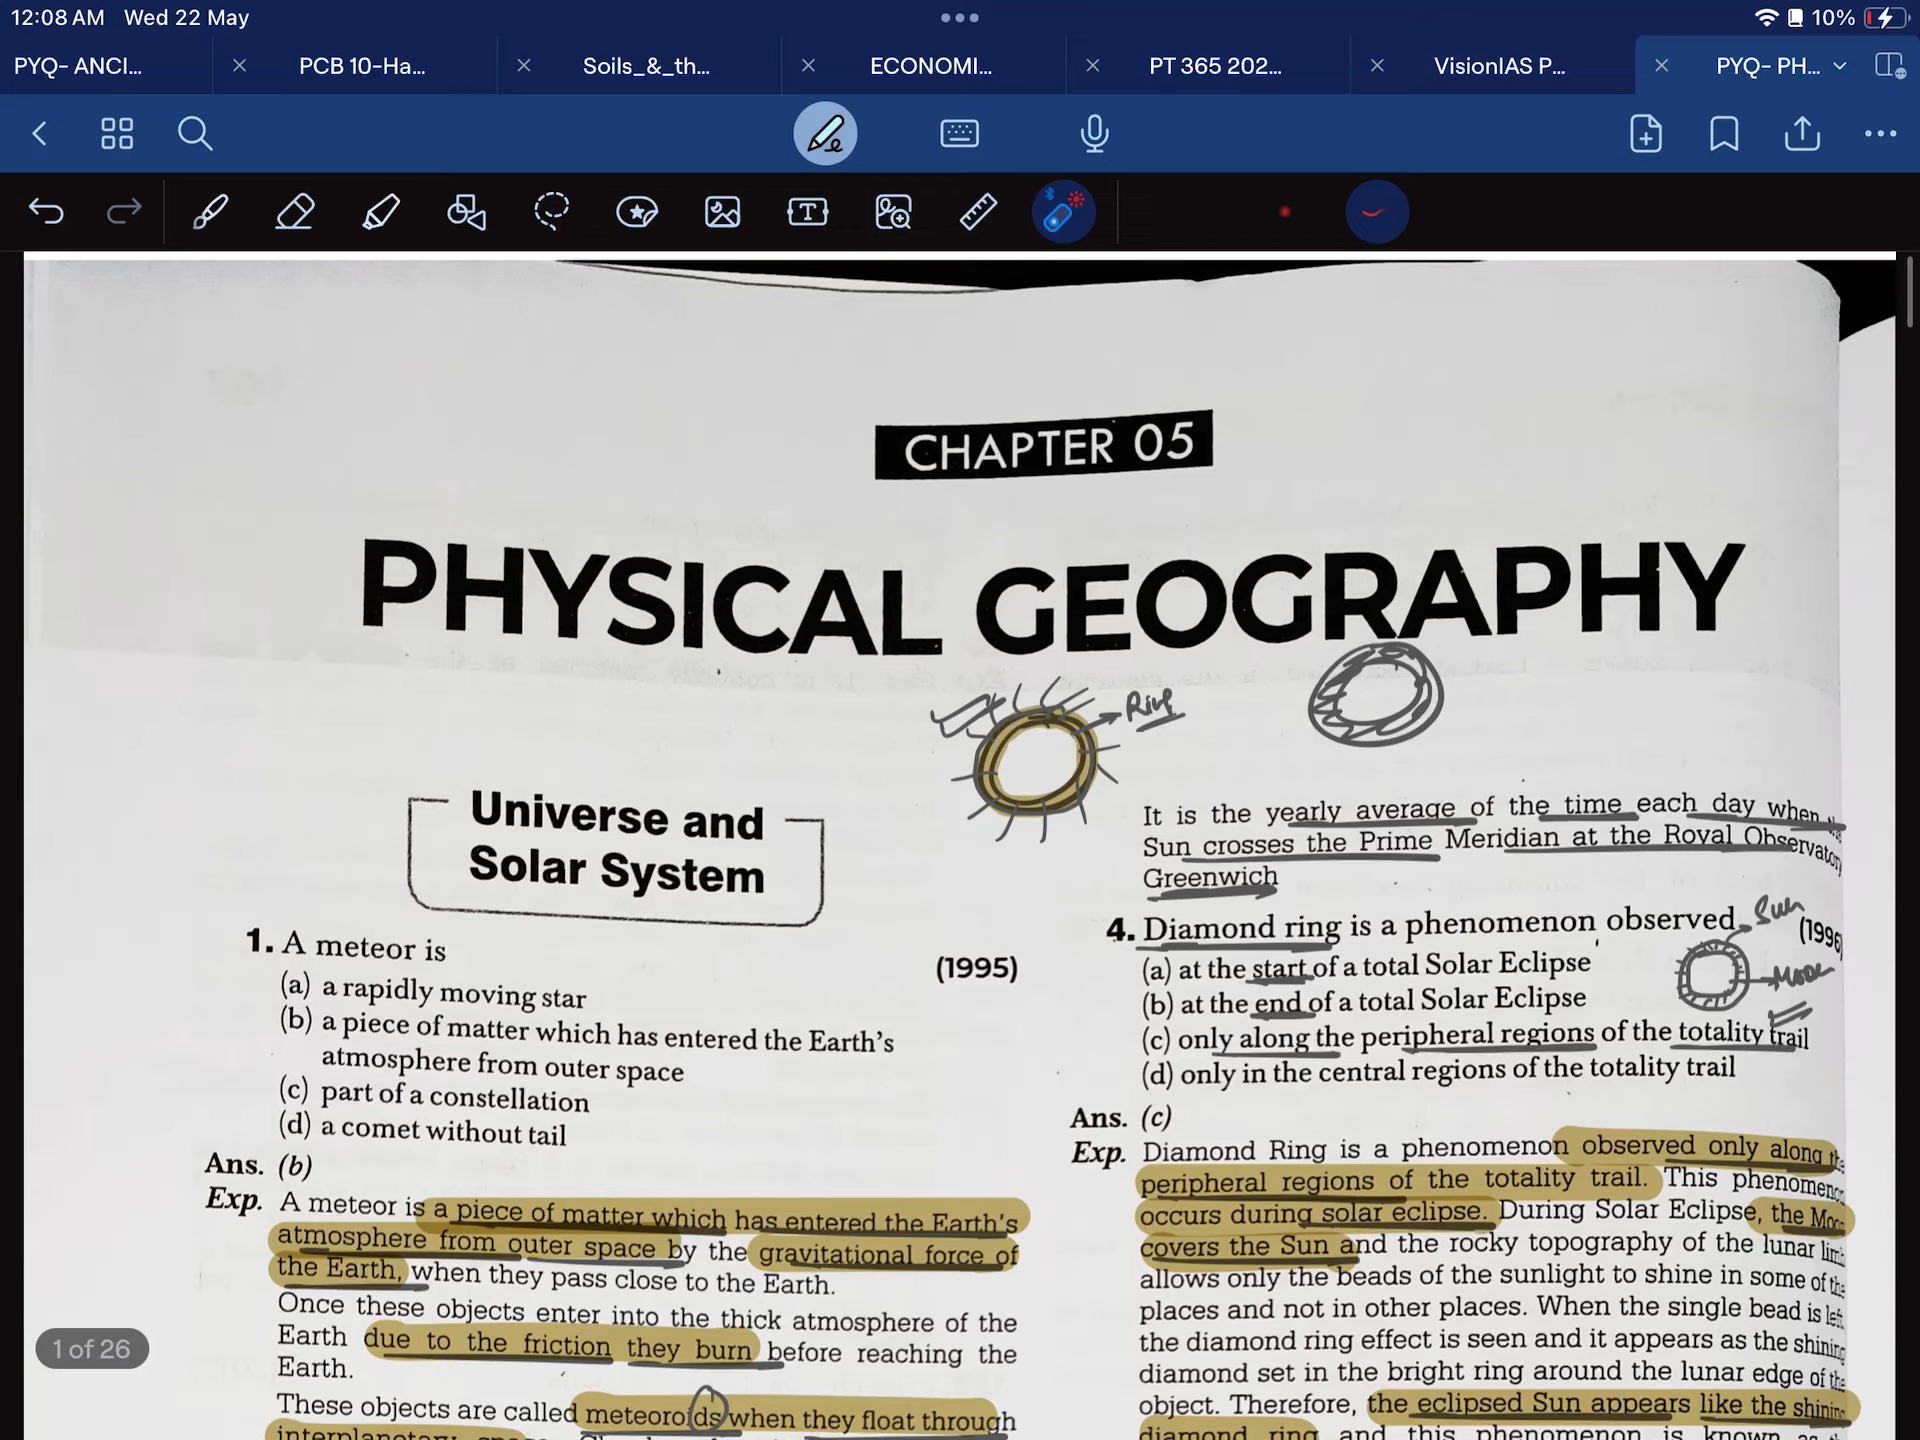 12:08 AM Wed 22 May
10%
PYQ- ANCI...
PCB 10-Ha...
Soils_&_th...
ECONOMI...
PT 365 202...
VisionIAS P...
PYQ- PH...
CHAPTER 05
PHYSICAL GEOGRAPHY
Ring
Universe and
Solar System
1. A meteor is
(1995)
(a) a rapidly moving star
(b) a piece of matter which has entered the Earth's
atmosphere from outer space
(c) part of a constellation
(d) a comet without tail
Ans. (b)
Exp. A meteor is a piece of matter which has entered the Earth's
atmosphere from outer space by the gravitational force of
the Earth, when they pass close to the Earth.
Once these objects enter into the thick atmosphere of the
Earth due to the friction they burn before reaching the
Earth.
These objects are called meteoroids when they float through
interplanetary
It is the yearly average of the time each day when the
Sun crosses the Prime Meridian at the Royal Observatory
Greenwich
4. Diamond ring is a phenomenon observed
Sun
(1996
(a) at the start of a total Solar Eclipse
Moon
(b) at the end of a total Solar Eclipse
(c) only along the peripheral regions of the totality trail
(d) only in the central regions of the totality trail
Ans. (c)
Exp. Diamond Ring is a phenomenon observed only along the
peripheral regions of the totality trail. This phenomenon
occurs during solar eclipse. During Solar Eclipse, the Moon
covers the Sun and the rocky topography of the lunar limb
allows only the beads of the sunlight to shine in some of the
places and not in other places. When the single bead is left,
the diamond ring effect is seen and it appears as the shining
diamond set in the bright ring around the lunar edge of the
object. Therefore, the eclipsed Sun appears like the shining
diamond ring and this phenomenon is known as
1 of 26